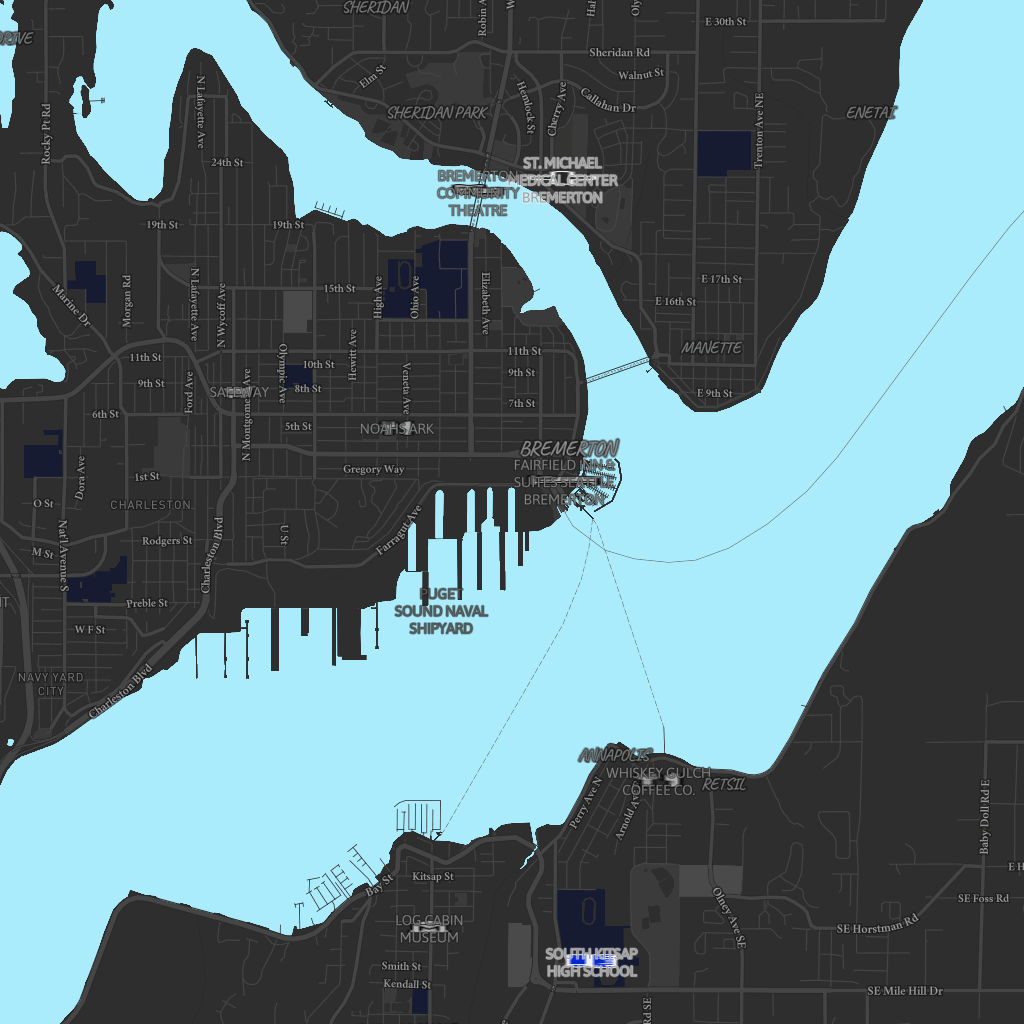 SHERIDAN
E 30th St
Sheridan Rd
Elm St
Walnut St
Hemlock St
Cherry Ave
Callahan Dr
SHERIDAN PARK
ENETAI
Rocky Pt Rd
N Lafayette Ave
Trenton Ave NE
24th St
ST. MICHAEL
MEDICAL CENTER
BREMERTON
BREMERTON
COMMUNITY
THEATRE
19th St
19th St
Marine Dr
Morgan Rd
N Lafayette Ave
N Wycoff Ave
15th St
High Ave
Ohio Ave
Elizabeth Ave
E 17th St
E 16th St
MANETTE
11th St
11th St
Olympic Ave
10th St
Hewitt Ave
Veneta Ave
9th St
9th St
Ford Ave
SAFEWAY
8th St
E 9th St
7th St
6th St
N Montgomery Ave
5th St
NOAHS ARK
BREMERTON
Dora Ave
1st St
Gregory Way
FAIRFIELD INN &
SUITES SEATTLE
BREMERTON
O St
CHARLESTON
Nat'l Avenue S
M St
Rodgers St
U St
Farragut Ave
Charleston Blvd
Preble St
PUGET
SOUND NAVAL
SHIPYARD
W F St
NAVY YARD
CITY
Charleston Blvd
ANNAPOLIS
WHISKEY GULCH
COFFEE CO.
RETSIL
Perry Ave N
Arnold Ave
Baby Doll Rd E
Bay St
Kitsap St
Olney Ave SE
SE Foss Rd
SE Horstman Rd
LOG CABIN
MUSEUM
Smith St
Kendall St
SOUTH KITSAP
HIGH SCHOOL
SE Mile Hill Dr
Rd SE